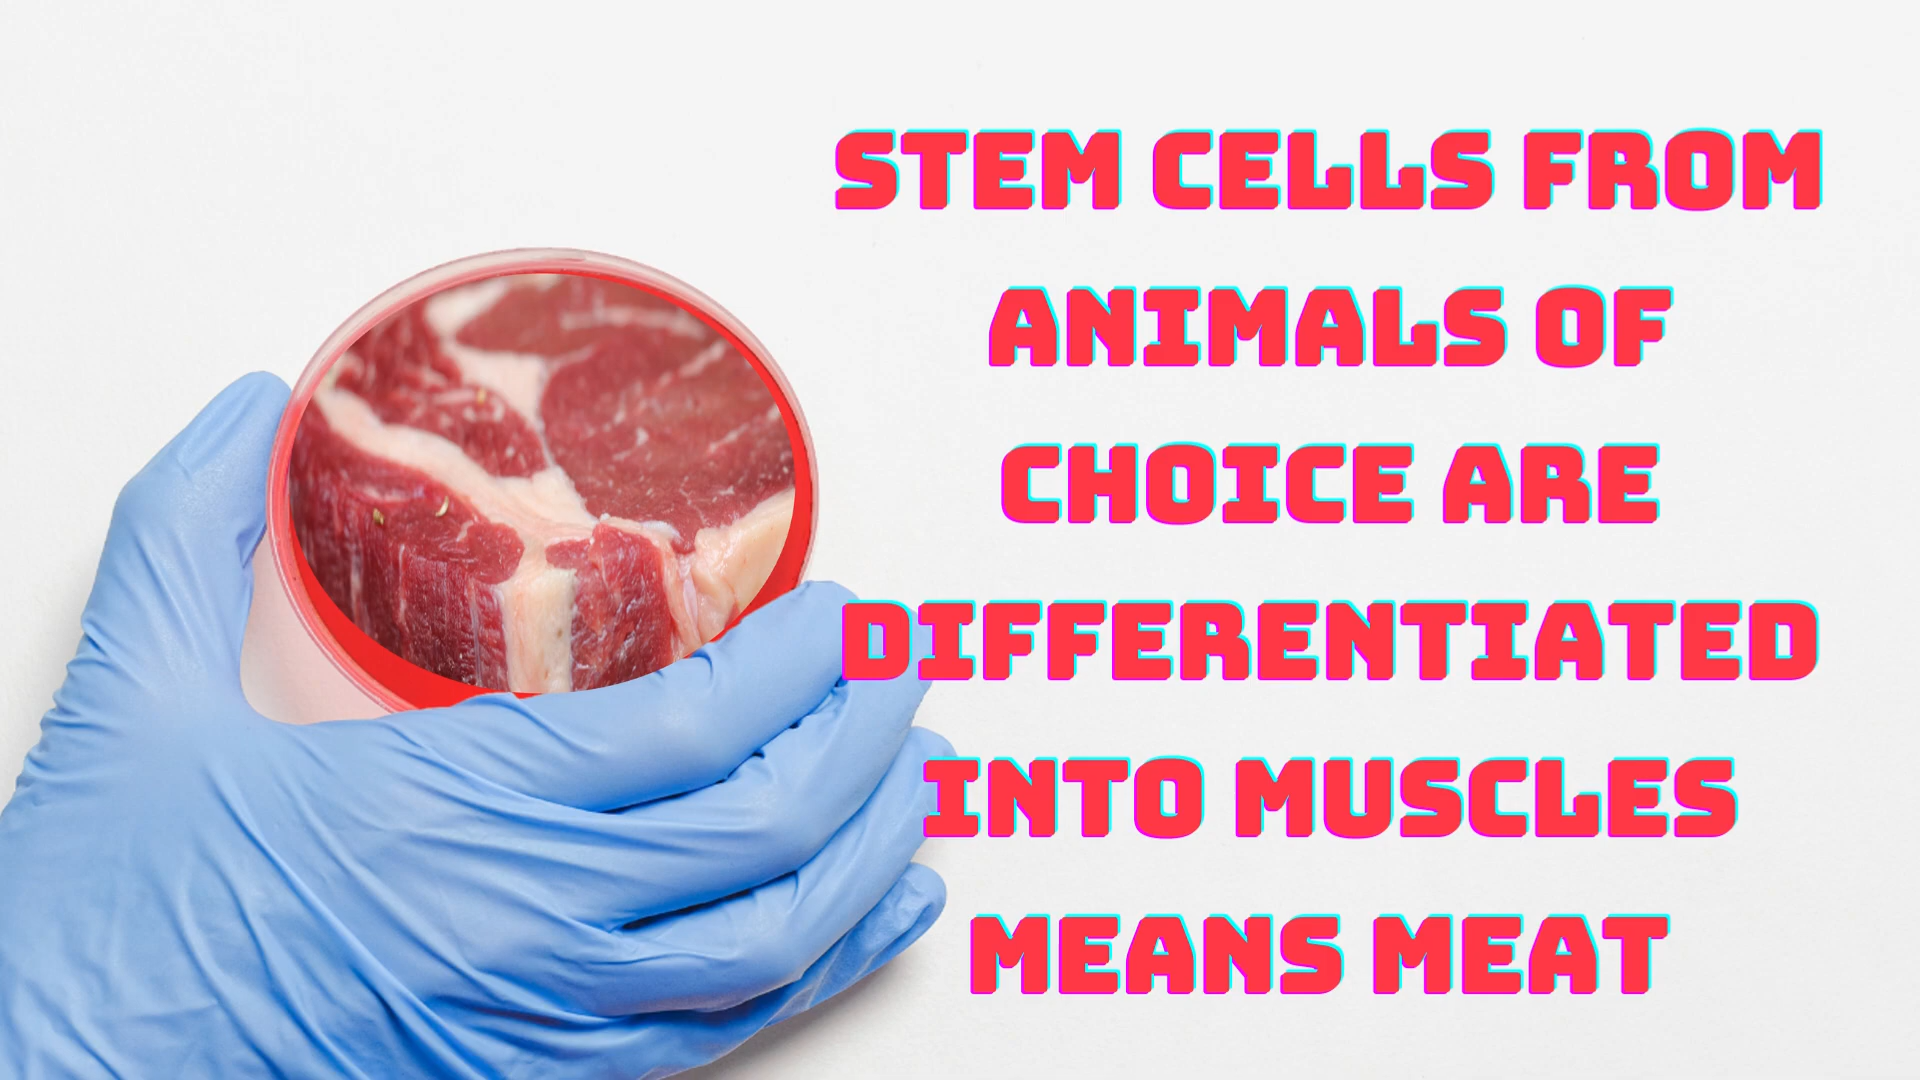 STEM CELLS FROM
ANIMALS OF
CHOICE ARE
DIFFERENTIATED
INTO MUSCLES
MEANS MEAT